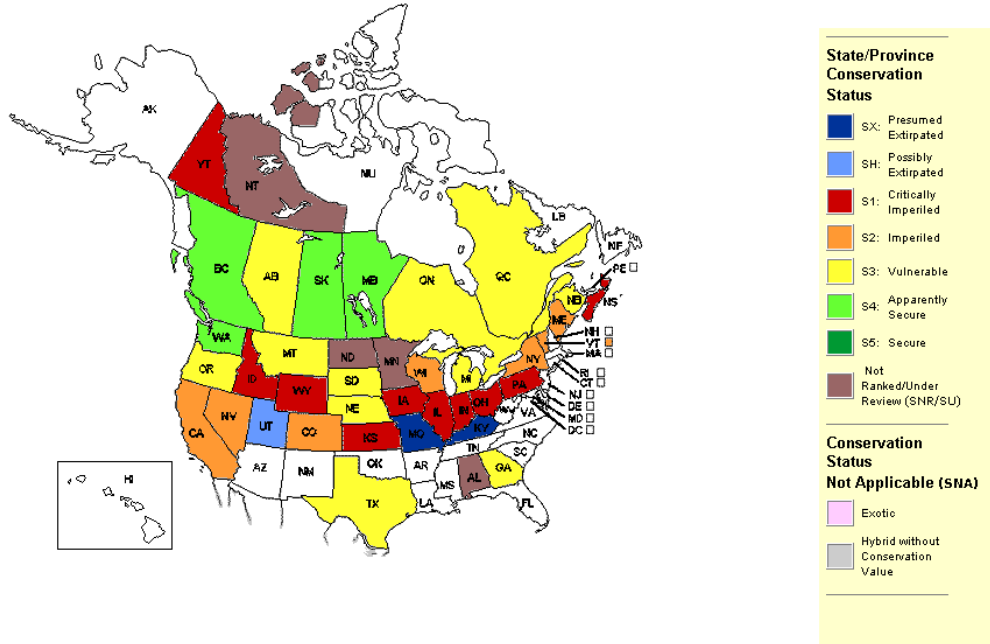 AK
YT
NT
NU
BC
AB
SK
MB
ON
QC
LB
NF
PE
NB
NS
ME
NH
VT
MA
RI
CT
NJ
DE
MD
DC
WA
OR
ID
MT
ND
MN
WI
MI
NY
WY
SD
IA
NE
IL
IN
OH
PA
CA
NV
UT
CO
KS
MO
KY
WV
VA
AZ
NM
OK
AR
TN
NC
SC
TX
LA
MS
AL
GA
FL
HI
State/Province
Conservation
Status
SX: Presumed
Extirpated
SH: Possibly
Extirpated
S1: Critically
Imperiled
S2: Imperiled
S3: Vulnerable
S4: Apparently
Secure
S5: Secure
Not
Ranked/Under
Review (SNR/SU)
Conservation
Status
Not Applicable (SNA)
Exotic
Hybrid without
Conservation
Value